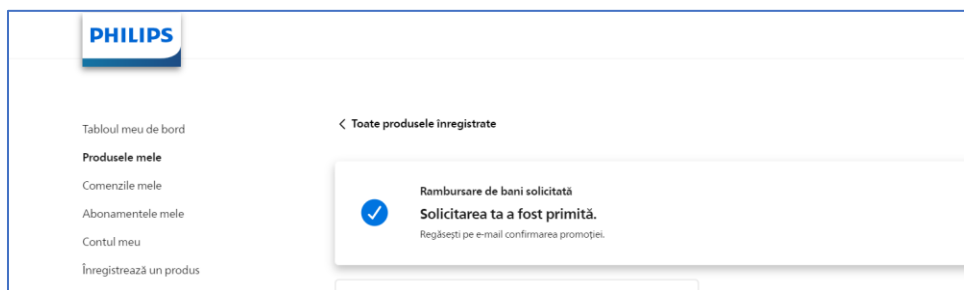 PHILIPS
Tabloul meu de bord
Produsele mele
Comenzile mele
Abonamentele mele
Contul meu
Înregistrează un produs
Toate produsele înregistrate
Rambursare de bani solicitată
Solicitarea ta a fost primită.
Regăsești pe e-mail confirmarea promoției.